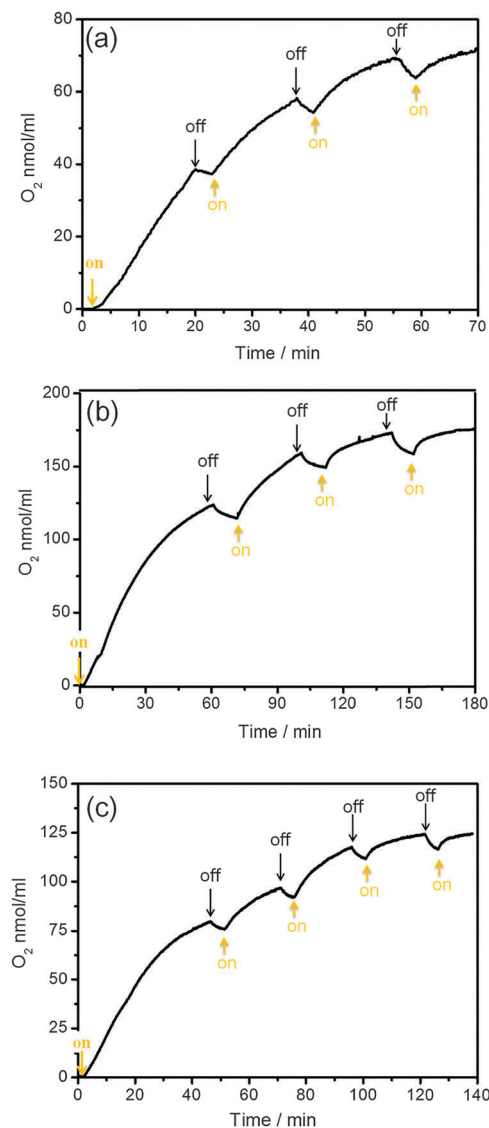 (a)
80
60
40
20
0
O2 nmol/ml
on
off
on
off
on
off
on
0 10 20 30 40 50 60 70
Time / min
(b)
200
150
100
50
0
O2 nmol/ml
on
off
on
off
on
off
on
0 30 60 90 120 150 180
Time / min
(c)
150
125
100
75
50
25
0
O2 nmol/ml
on
off
on
off
on
off
on
off
on
0 20 40 60 80 100 120 140
Time / min